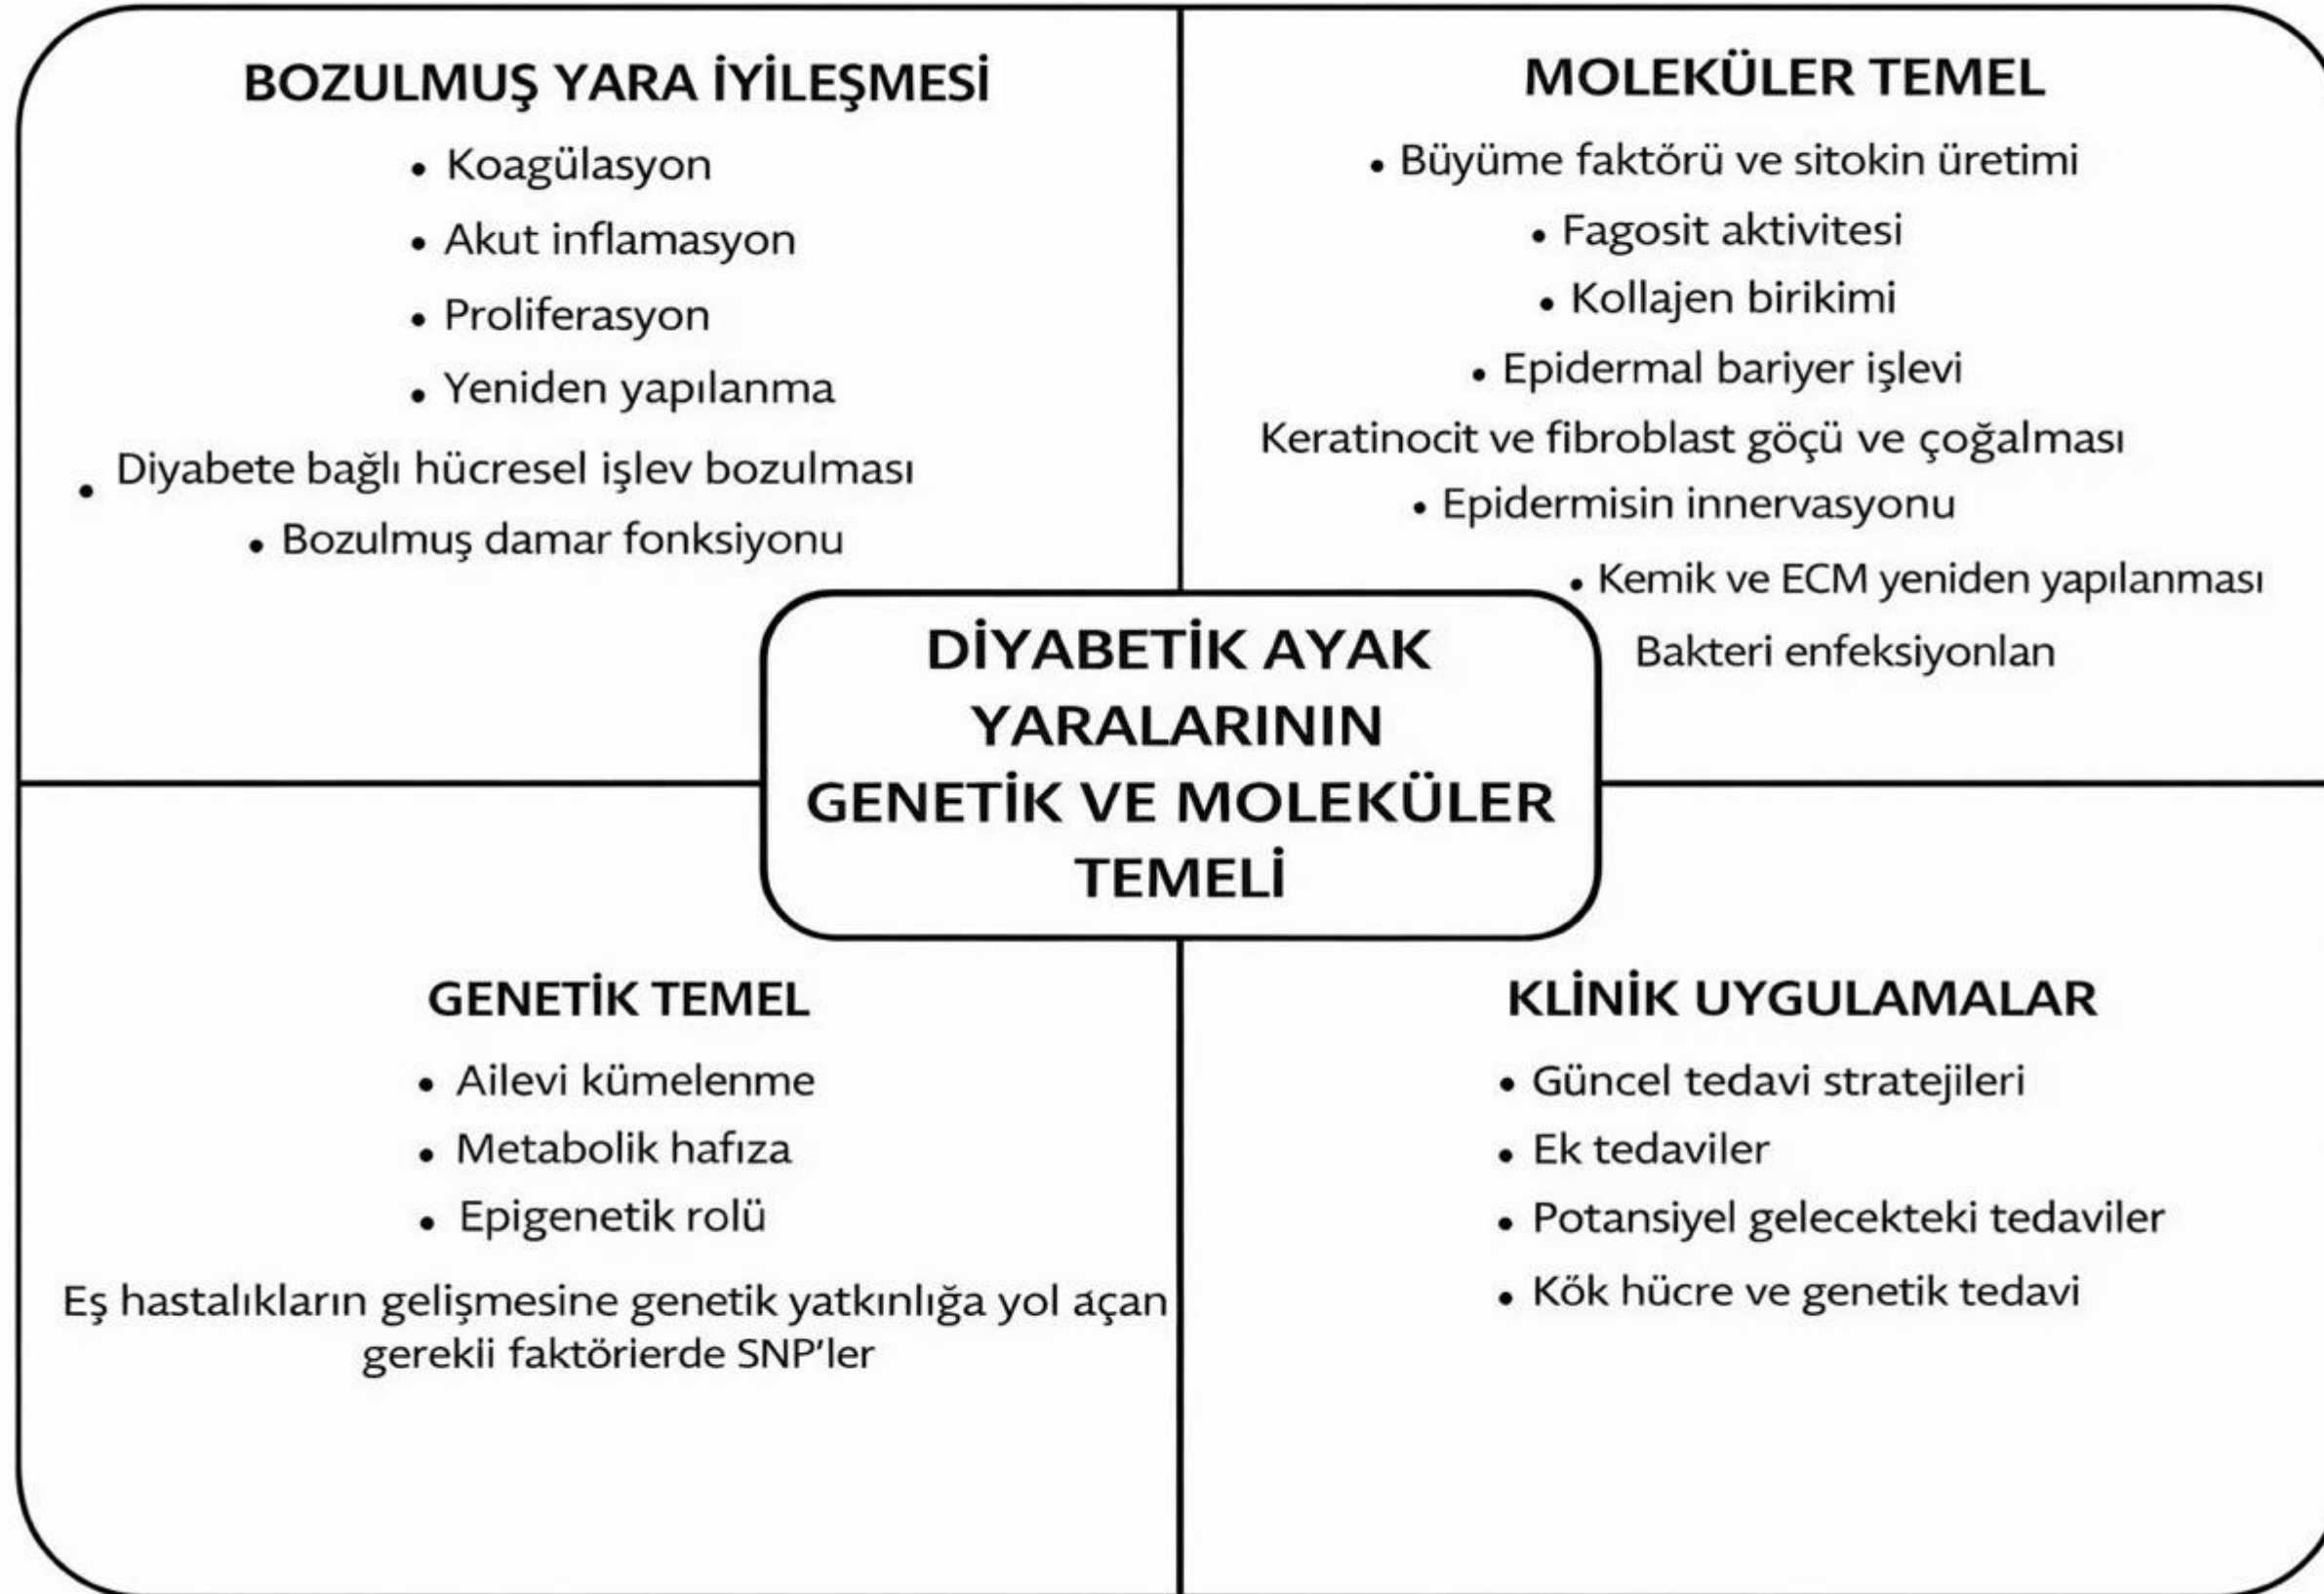 BOZULMUŞ YARA İYİLEŞMESİ
• Koagülasyon
• Akut inflamasyon
• Proliferasyon
• Yeniden yapılanma
• Diyabete bağlı hücresel işlev bozulması
• Bozulmuş damar fonksiyonu
MOLEKÜLER TEMEL
• Büyüme faktőrü ve sitokin üretimi
• Fagosit aktivitesi
• Kollajen birikimi
• Epidermal bariyer işlevi
Keratinocit ve fibroblast göçü ve çoğalması
• Epidermisin innervasyonu
• Kemik ve ECM yeniden yapılanması
Bakteri enfeksiyonlan
DİYABETİK AYAK
YARALARININ
GENETİK VE MOLEKÜLER
TEMELİ
GENETİK TEMEL
• Ailevi kümelenme
• Metabolik hafıza
• Epigenetik rolü
Eş hastalıkların gelişmesine genetik yatkınlığa yol açan
gerekïi faktörierde SNP'ler
KLİNİK UYGULAMALAR
• Güncel tedavi stratejileri
• Ek tedaviler
• Potansiyel gelecekteki tedaviler
• Kők hücre ve genetik tedavi